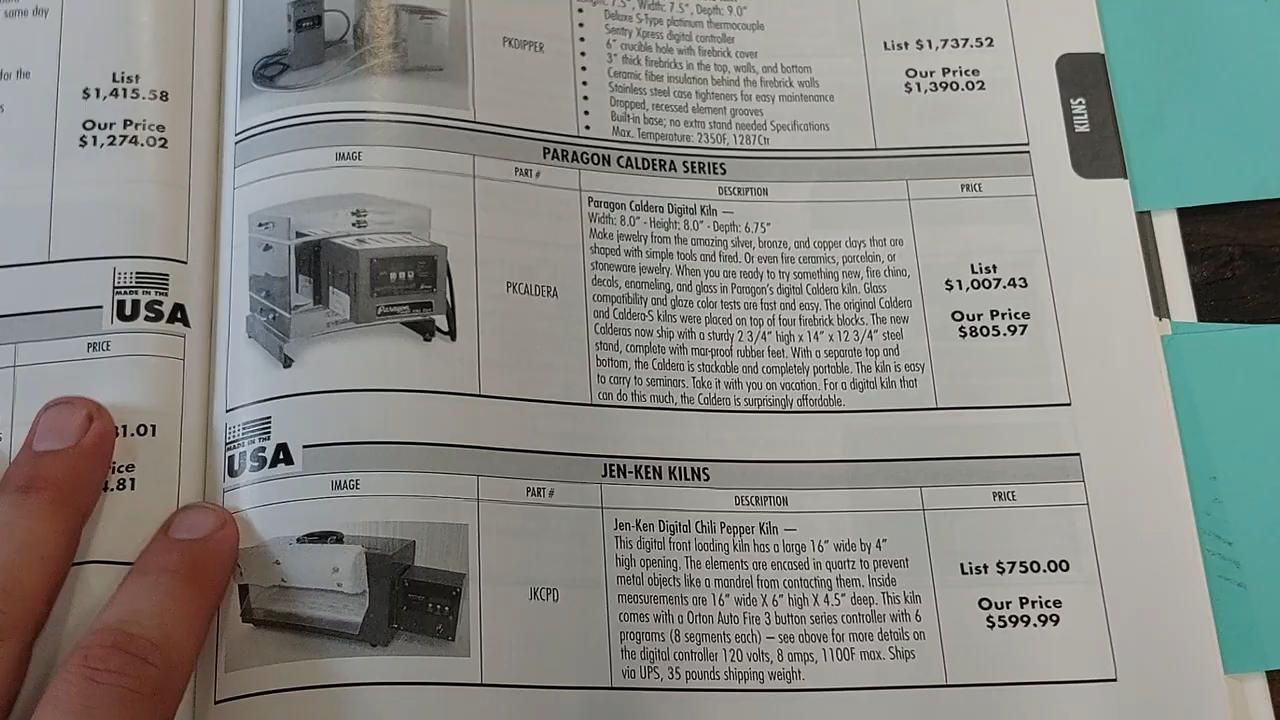 same day
for the
List
$1,415.58
Our Price
$1,274.02
MADE IN THE
USA
PRICE
31.01
ice
.81
PKDIPPER
Width: 7.5", Depth: 9.0"
• Deluxe S-Type platinum thermocouple
• Sentry Xpress digital controller
• 6" crucible hole with firebrick cover
• 3" thick firebricks in the top, walls, and bottom
• Ceramic fiber insulation behind the firebrick walls
• Stainless steel case tighteners for easy maintenance
• Dropped, recessed element grooves
• Built-in base; no extra stand needed Specifications
• Max. Temperature: 2350F, 1287Ctr
List $1,737.52
Our Price
$1,390.02
KILNS
PARAGON CALDERA SERIES
IMAGE
PART #
DESCRIPTION
PRICE
Paragon
PKCALDERA
Paragon Caldera Digital Kiln —
Width: 8.0" - Height: 8.0" - Depth: 6.75"
Make jewelry from the amazing silver, bronze, and copper clays that are
shaped with simple tools and fired. Or even fire ceramics, porcelain, or
stoneware jewelry. When you are ready to try something new, fire china,
decals, enameling, and glass in Paragon's digital Caldera kiln. Glass
compatibility and glaze color tests are fast and easy. The original Caldera
and Caldera-S kilns were placed on top of four firebrick blocks. The new
Calderas now ship with a sturdy 2 3/4" high x 14" x 12 3/4" steel
stand, complete with mar-proof rubber feet. With a separate top and
bottom, the Caldera is stackable and completely portable. The kiln is easy
to carry to seminars. Take it with you on vacation. For a digital kiln that
can do this much, the Caldera is surprisingly affordable.
List
$1,007.43
Our Price
$805.97
MADE IN THE
USA
JEN-KEN KILNS
IMAGE
PART #
DESCRIPTION
PRICE
JKCPD
Jen-Ken Digital Chili Pepper Kiln —
This digital front loading kiln has a large 16" wide by 4"
high opening. The elements are encased in quartz to prevent
metal objects like a mandrel from contacting them. Inside
measurements are 16" wide X 6" high X 4.5" deep. This kiln
comes with a Orton Auto Fire 3 button series controller with 6
programs (8 segments each) — see above for more details on
the digital controller 120 volts, 8 amps, 1100F max. Ships
via UPS, 35 pounds shipping weight.
List $750.00
Our Price
$599.99